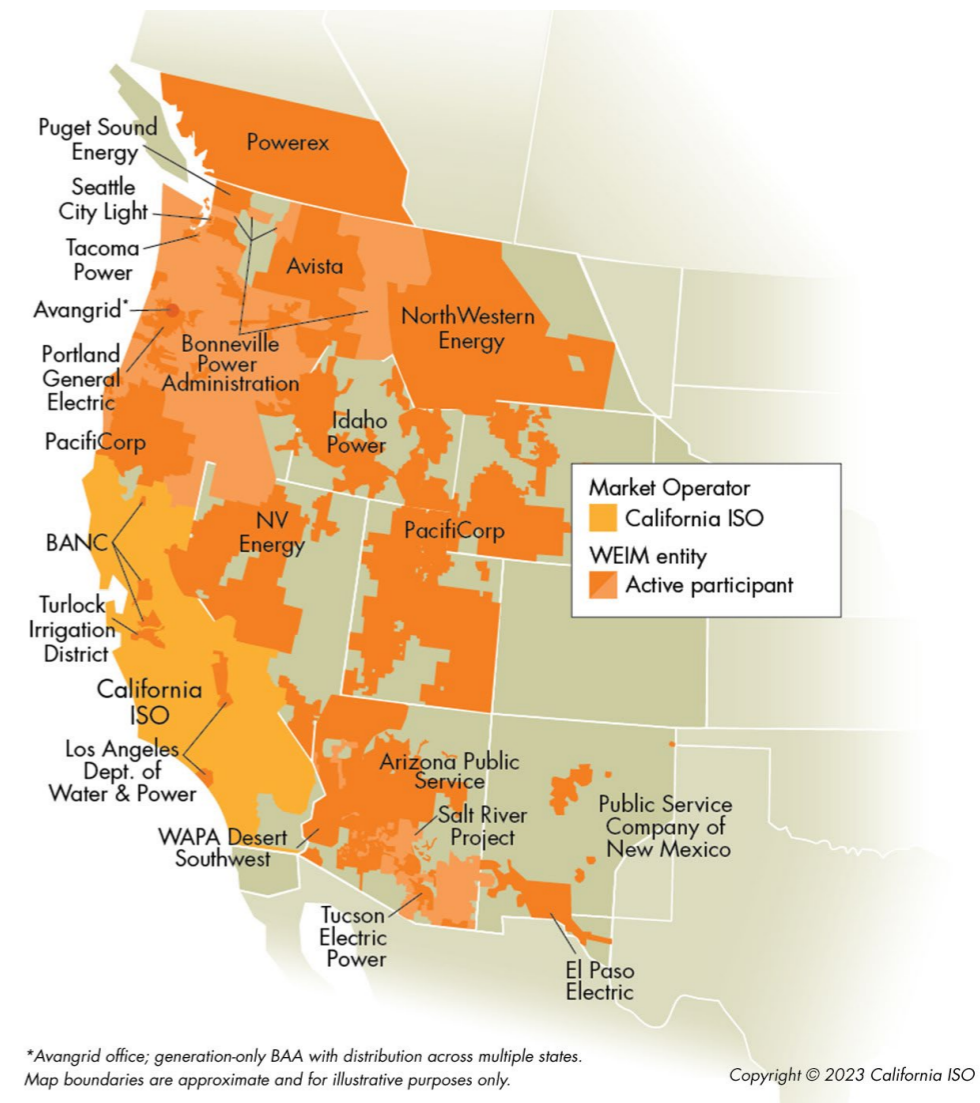 Puget Sound
Energy
Powerex
Seattle
City Light
Tacoma
Power
Avista
Avangrid*
NorthWestern
Energy
Bonneville
Power
Administration
Portland
General
Electric
Idaho
Power
PacifiCorp
Market Operator
California ISO
WEIM entity
Active participant
NV
Energy
PacifiCorp
BANC
Turlock
Irrigation
District
California
ISO
Los Angeles
Dept. of
Water & Power
Arizona Public
Service
Salt River
Project
Public Service
Company of
New Mexico
WAPA Desert
Southwest
Tucson
Electric
Power
El Paso
Electric
*Avangrid office; generation-only BAA with distribution across multiple states.
Map boundaries are approximate and for illustrative purposes only.
Copyright © 2023 California ISO